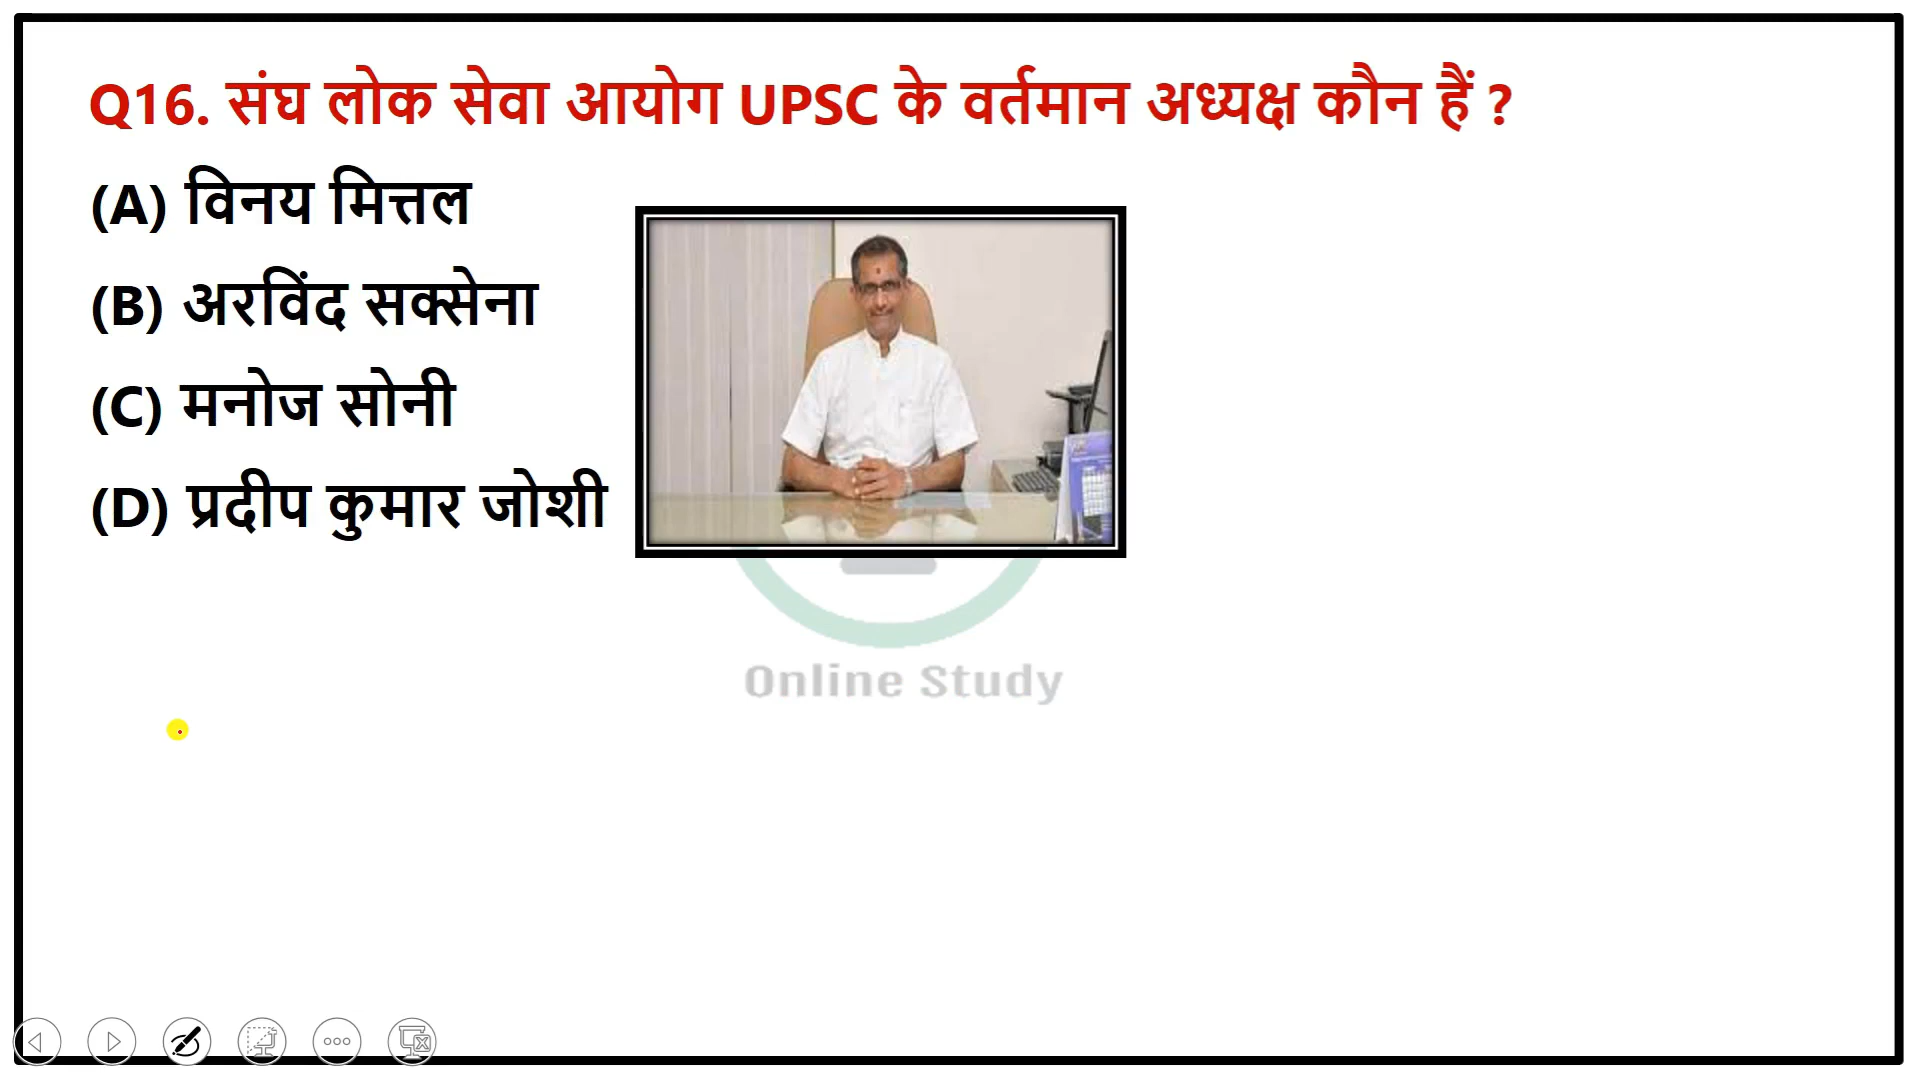 Q16. संघ लोक सेवा आयोग UPSC के वर्तमान अध्यक्ष कौन हैं ?
(A) विनय मित्तल
(B) अरविंद सक्सेना
(C) मनोज सोनी
(D) प्रदीप कुमार जोशी
Online Study